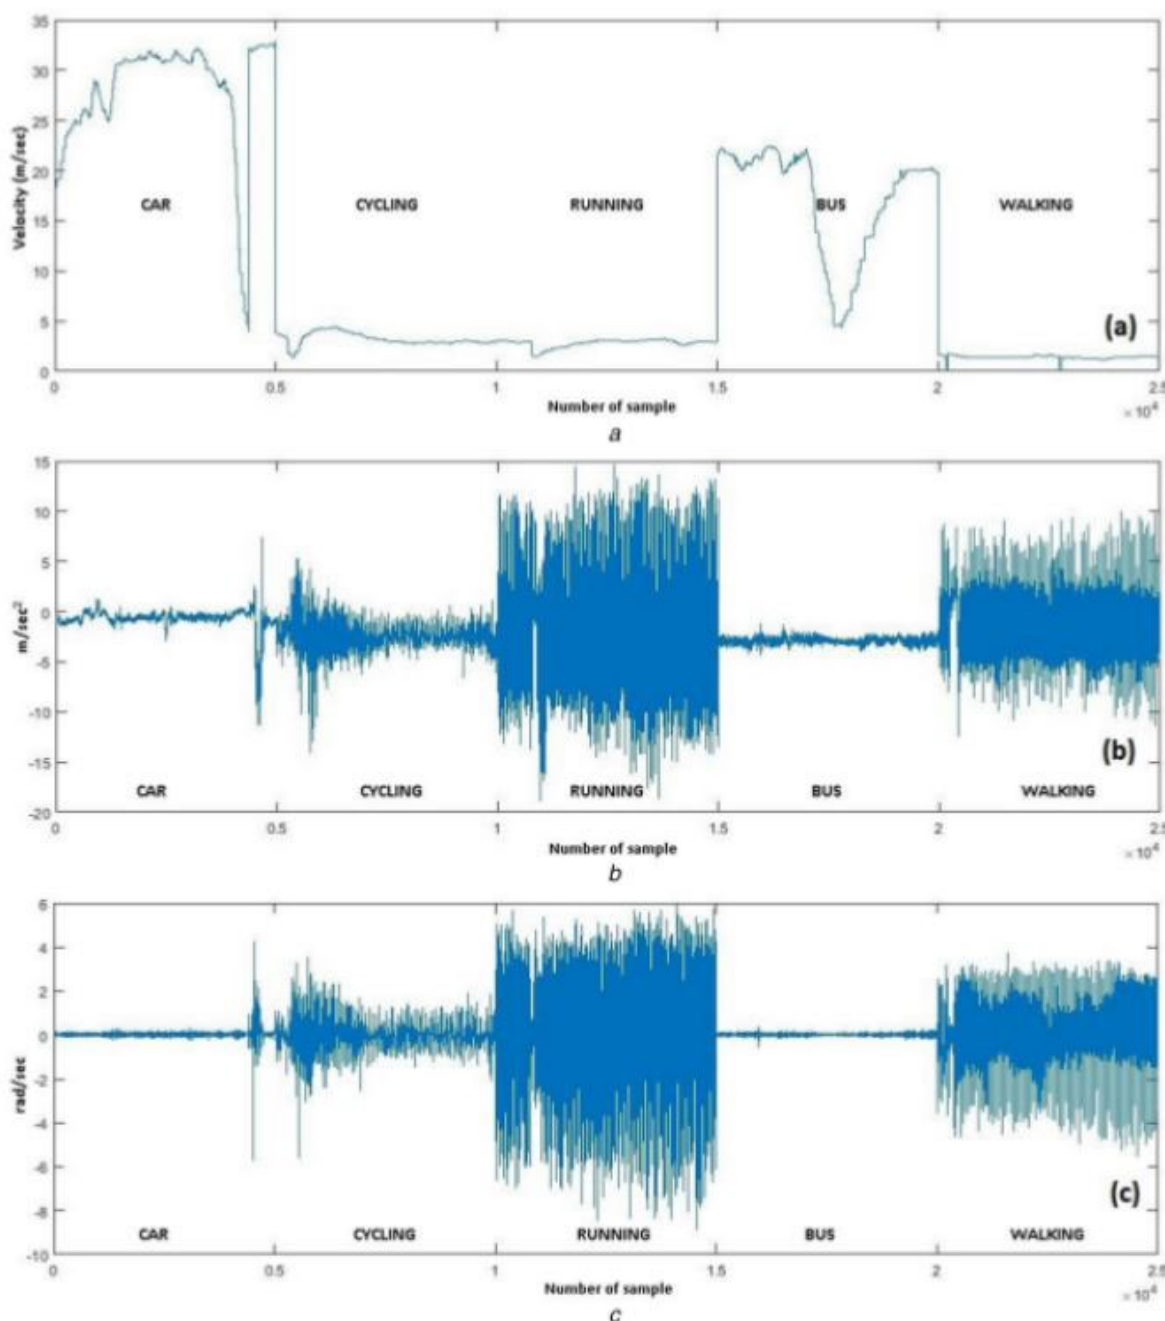 35
30
25
20
15
10
5
0
Velocity (m/sec)
CAR CYCLING RUNNING BUS WALKING
(a)
0 0.5 1 1.5 2 2.5
× 10⁴
Number of sample
a
15
10
5
0
-5
-10
-15
-20
m/sec²
(b)
CAR CYCLING RUNNING BUS WALKING
0 0.5 1 1.5 2 2.5
× 10⁴
Number of sample
b
6
4
2
0
-2
-4
-6
-8
-10
rad/sec
(c)
CAR CYCLING RUNNING BUS WALKING
0 0.5 1 1.5 2 2.5
× 10⁴
Number of sample
c